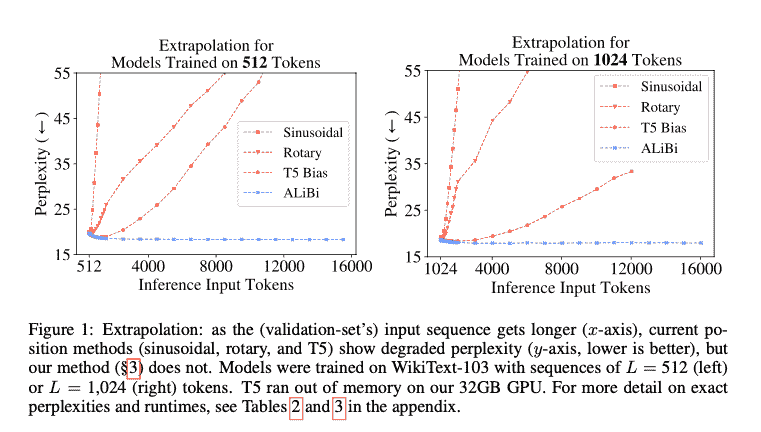 Extrapolation for
Models Trained on 512 Tokens
55
45
35
25
15
Perplexity (←)
Sinusoidal
Rotary
T5 Bias
ALiBi
512 4000 8000 12000 16000
Inference Input Tokens
Extrapolation for
Models Trained on 1024 Tokens
55
45
35
25
15
Perplexity (←)
Sinusoidal
Rotary
T5 Bias
ALiBi
1024 4000 8000 12000 16000
Inference Input Tokens
Figure 1: Extrapolation: as the (validation-set's) input sequence gets longer (x-axis), current po-
sition methods (sinusoidal, rotary, and T5) show degraded perplexity (y-axis, lower is better), but
our method (§3) does not. Models were trained on WikiText-103 with sequences of L = 512 (left)
or L = 1,024 (right) tokens. T5 ran out of memory on our 32GB GPU. For more detail on exact
perplexities and runtimes, see Tables 2 and 3 in the appendix.